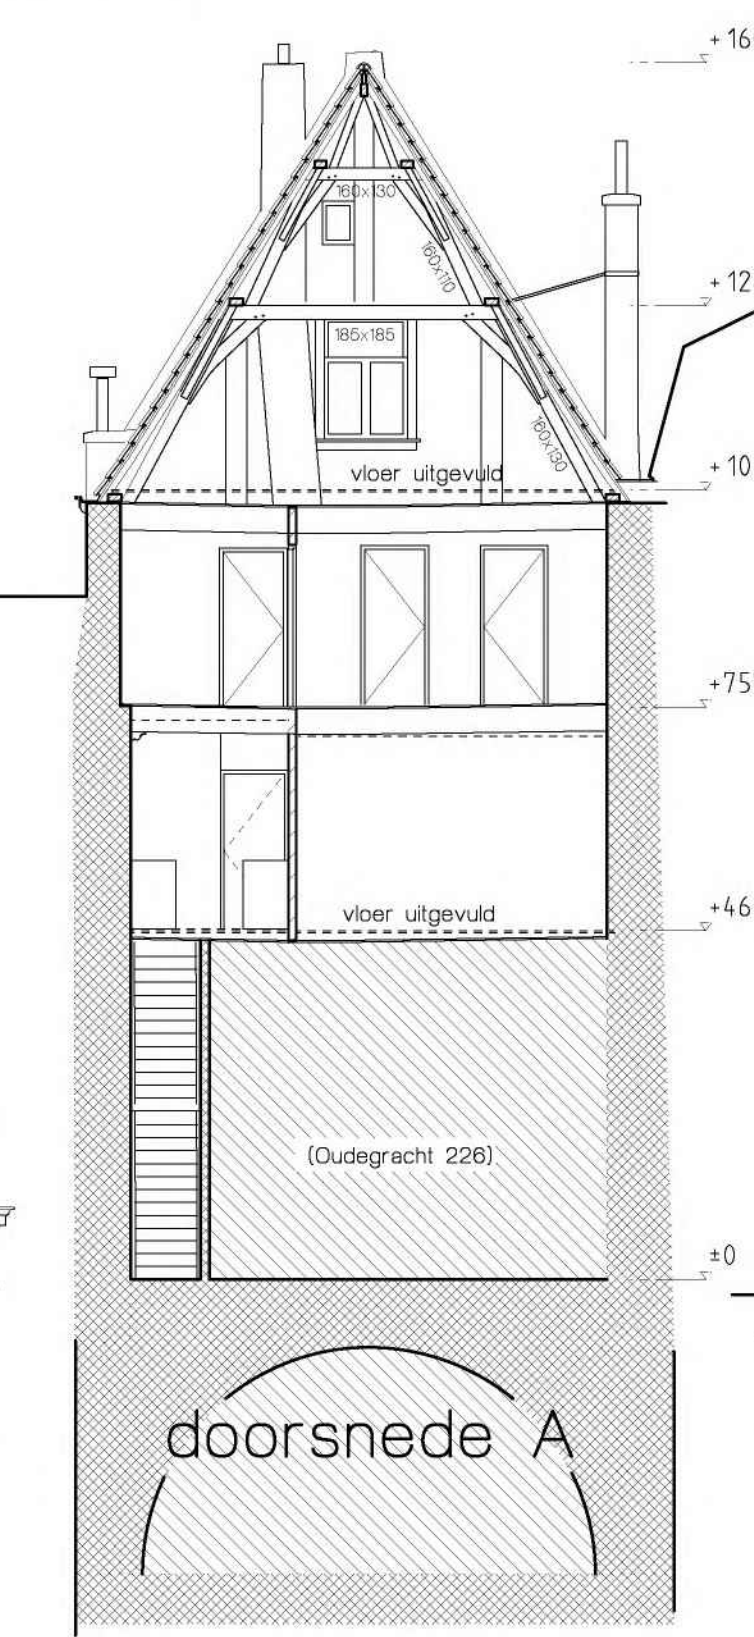 + 16
160x130
160x110
+ 12
185x185
160x130
vloer uitgevuld
+ 10
+75
vloer uitgevuld
+46
(Oudegracht 226)
±0
doorsnede A